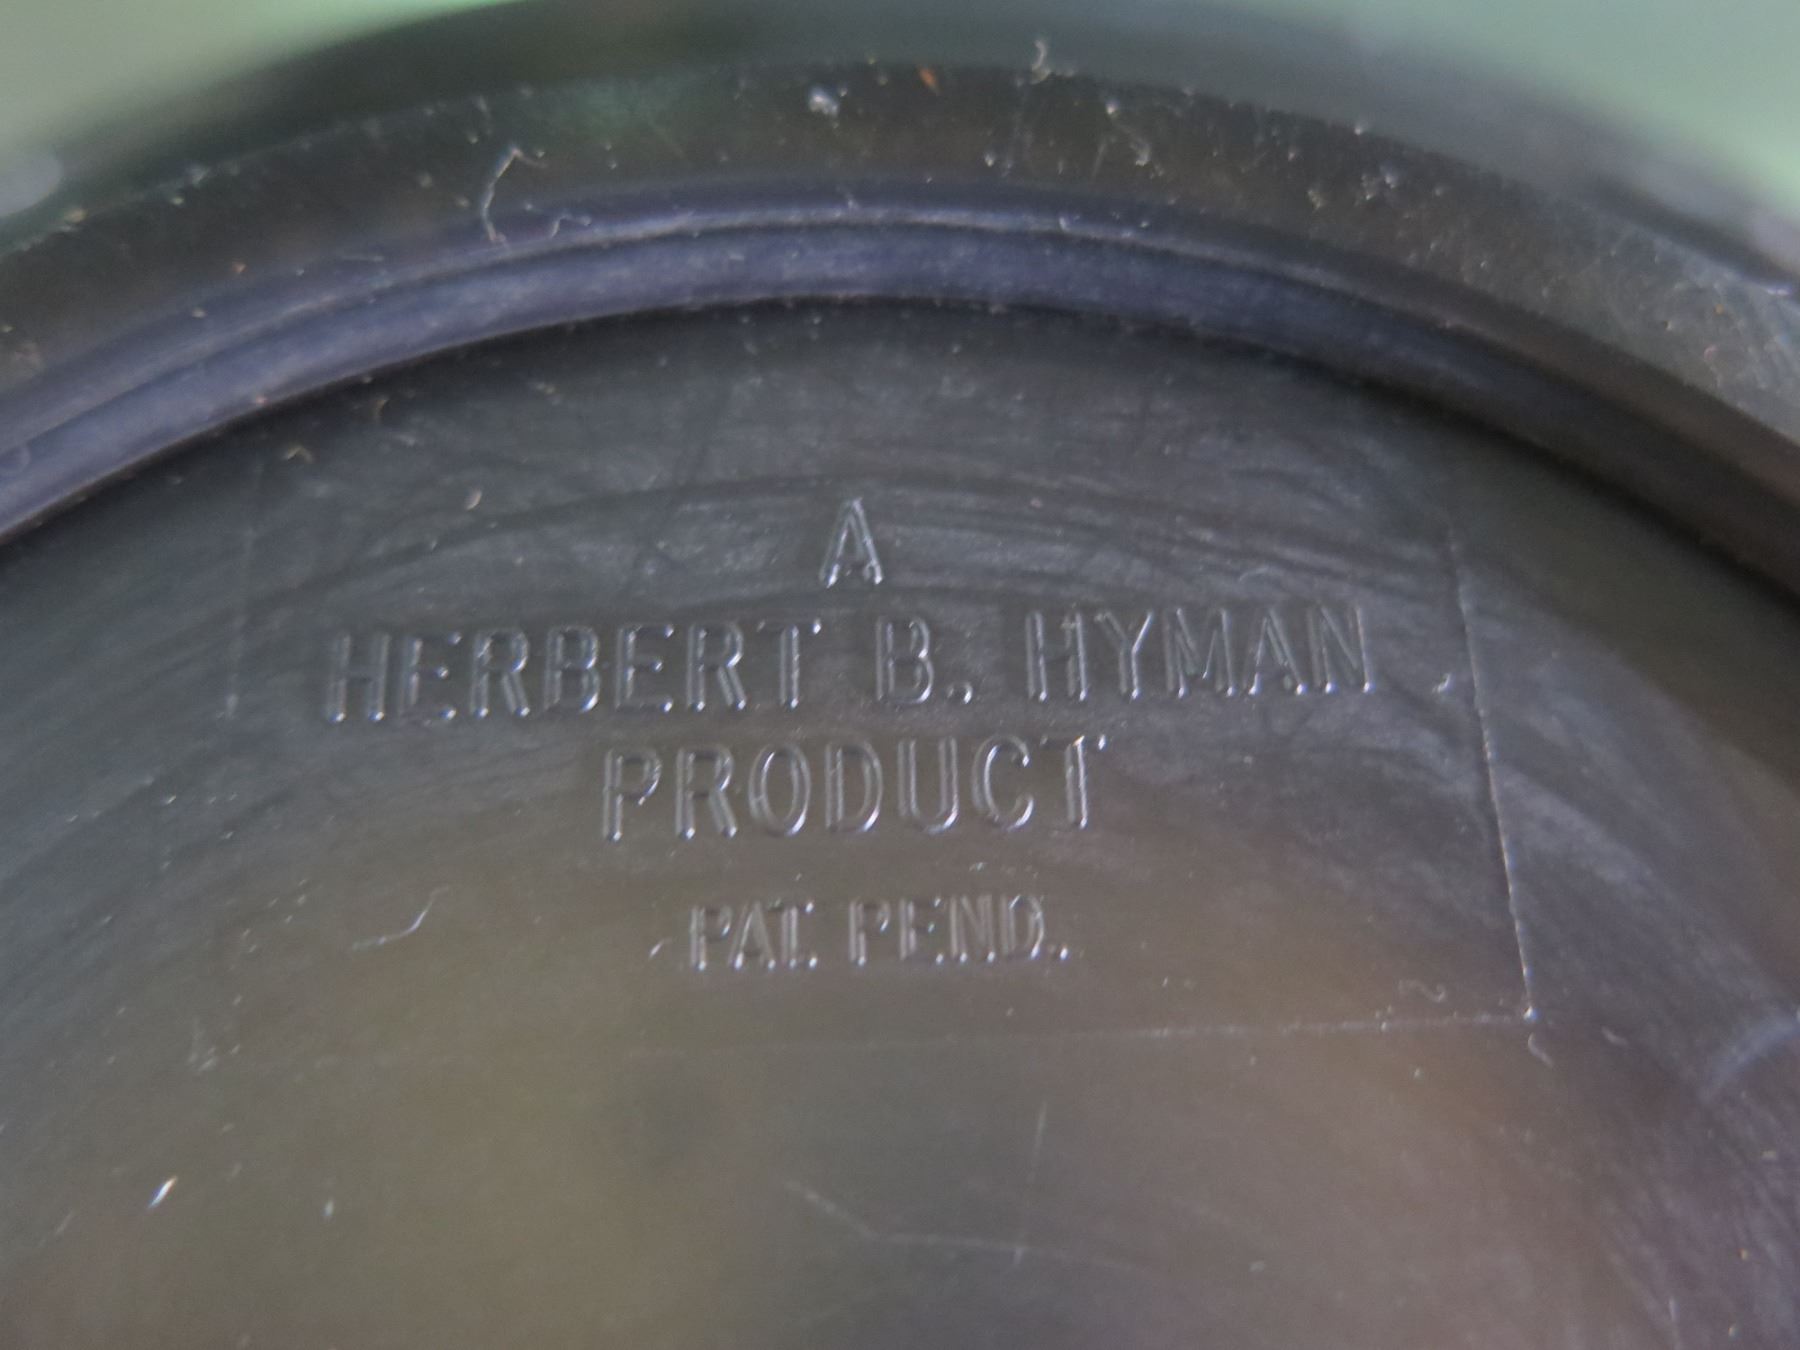 A
HERBERT B. HYMAN
PRODUCT
PAT. PEND.